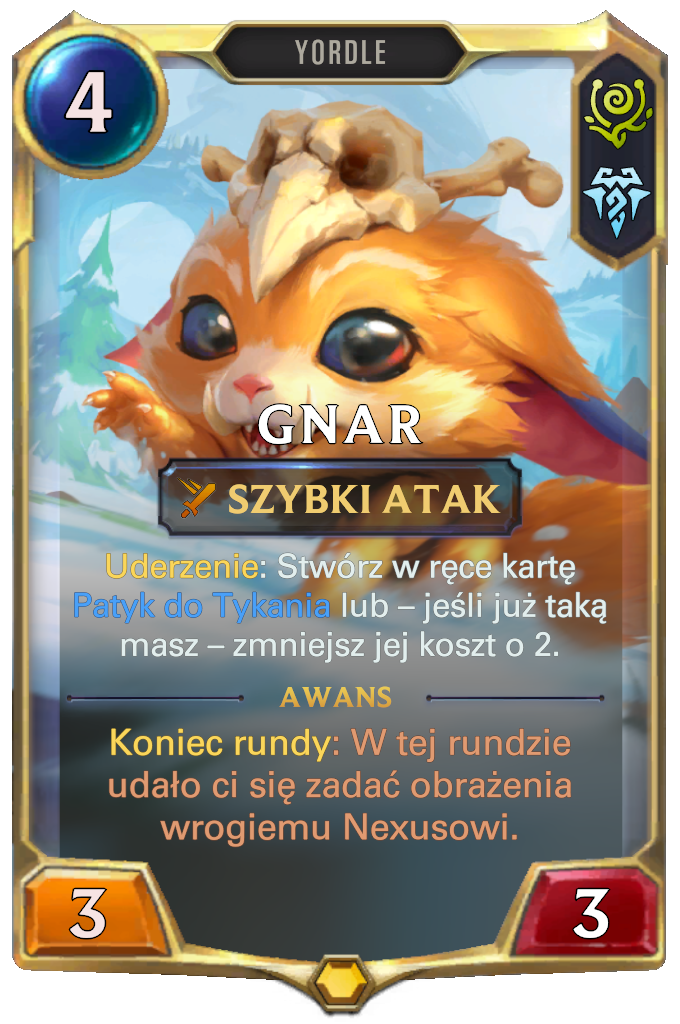 YORDLE
4
GNAR
SZYBKI ATAK
Uderzenie: Stwórz w ręce kartę
Patyk do Tykania lub – jeśli już taką
masz – zmniejsz jej koszt o 2.
AWANS
Koniec rundy: W tej rundzie
udało ci się zadać obrażenia
wrogiemu Nexusowi.
3
3